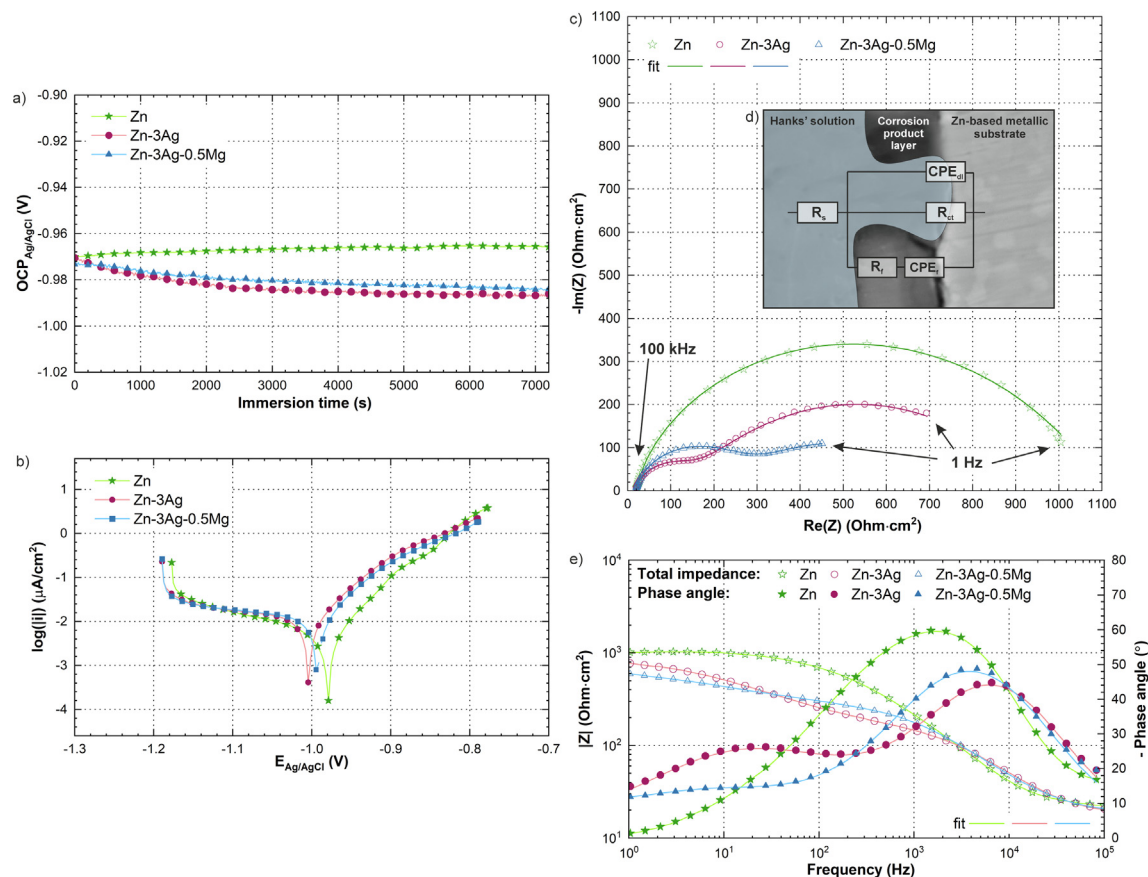 a)
-0.90
-0.92
-0.94
-0.96
-0.98
-1.00
-1.02
OCP_Ag/AgCl (V)
Zn
Zn-3Ag
Zn-3Ag-0.5Mg
0 1000 2000 3000 4000 5000 6000 7000
Immersion time (s)
b)
1
0
-1
-2
-3
-4
log(|i|) (µA/cm²)
Zn
Zn-3Ag
Zn-3Ag-0.5Mg
-1.3 -1.2 -1.1 -1.0 -0.9 -0.8 -0.7
E_Ag/AgCl (V)
c)
1100
1000
900
800
700
600
500
400
300
200
100
0
-Im(Z) (Ohm·cm²)
Zn Zn-3Ag Zn-3Ag-0.5Mg
fit
d)
Hanks' solution
Corrosion product layer
Zn-based metallic substrate
CPE_dl
R_s
R_ct
R_f
CPE_f
100 kHz
1 Hz
0 100 200 300 400 500 600 700 800 900 1000 1100
Re(Z) (Ohm·cm²)
e)
10⁴
10³
10²
10¹
|Z| (Ohm·cm²)
Total impedance: Zn Zn-3Ag Zn-3Ag-0.5Mg
Phase angle: Zn Zn-3Ag Zn-3Ag-0.5Mg
80
70
60
50
40
30
20
10
0
- Phase angle (°)
fit
10⁰ 10¹ 10² 10³ 10⁴ 10⁵
Frequency (Hz)